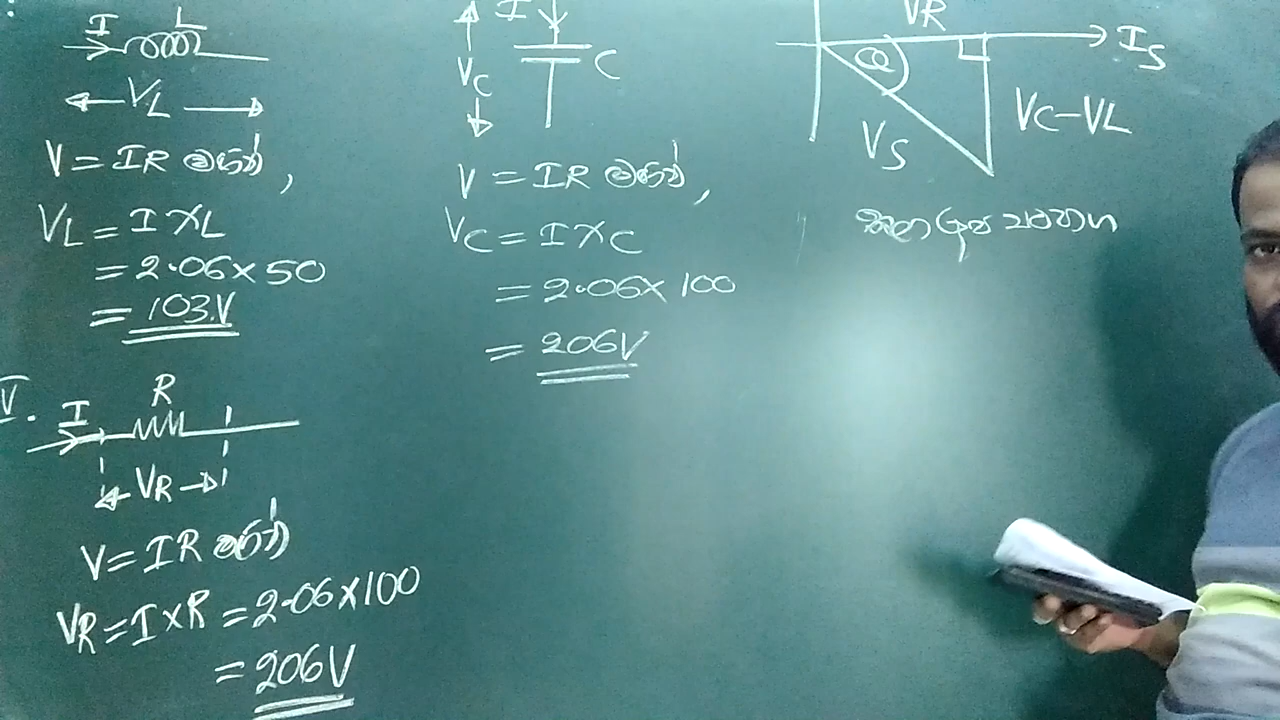 I L
VL
V = IR මගින්,
VL = I XL
= 2.06 × 50
= 103.V
I
VC C
V = IR මගින්,
VC = I XC
= 2.06 × 100
= 206V
VR
IS
VS VC-VL
V. I R
VR
V = IR මගින්
VR = I × R = 2.06 × 100
= 206V